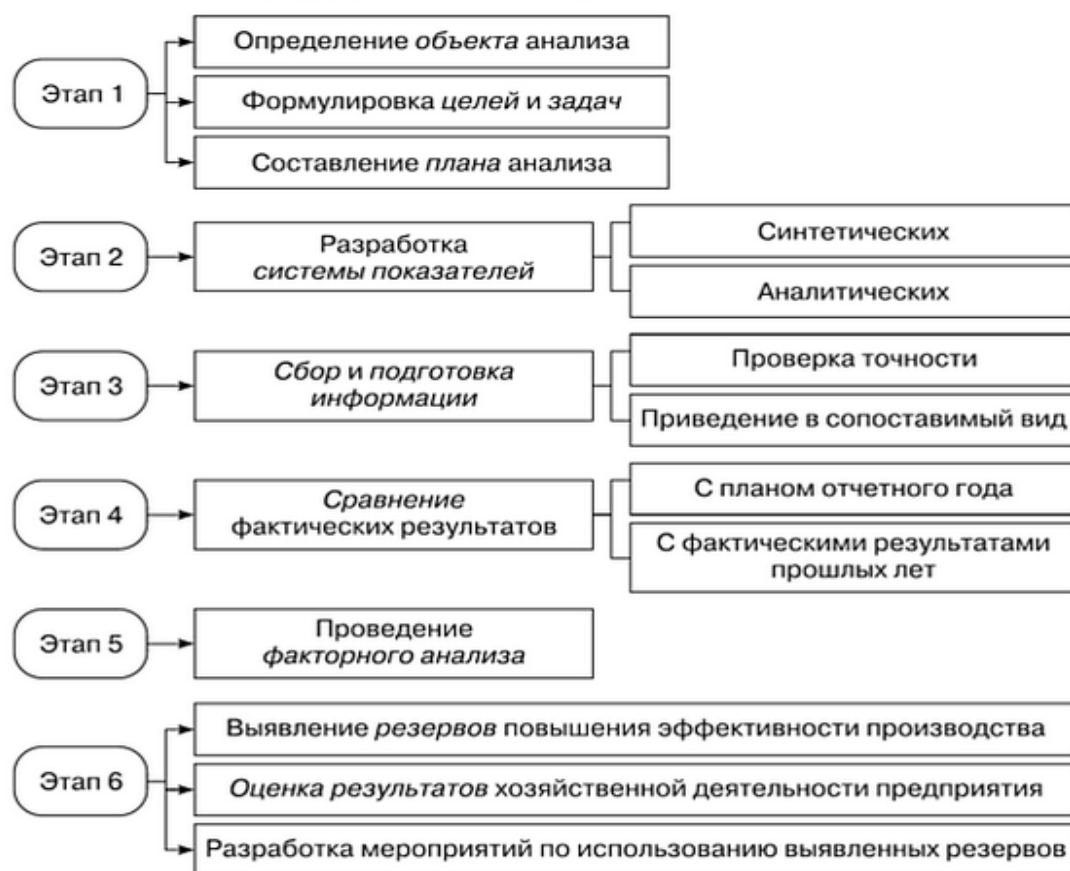 Этап 1
Определение объекта анализа
Формулировка целей и задач
Составление плана анализа
Этап 2
Разработка
системы показателей
Синтетических
Аналитических
Этап 3
Сбор и подготовка
информации
Проверка точности
Приведение в сопоставимый вид
Этап 4
Сравнение
фактических результатов
С планом отчетного года
С фактическими результатами
прошлых лет
Этап 5
Проведение
факторного анализа
Этап 6
Выявление резервов повышения эффективности производства
Оценка результатов хозяйственной деятельности предприятия
Разработка мероприятий по использованию выявленных резервов